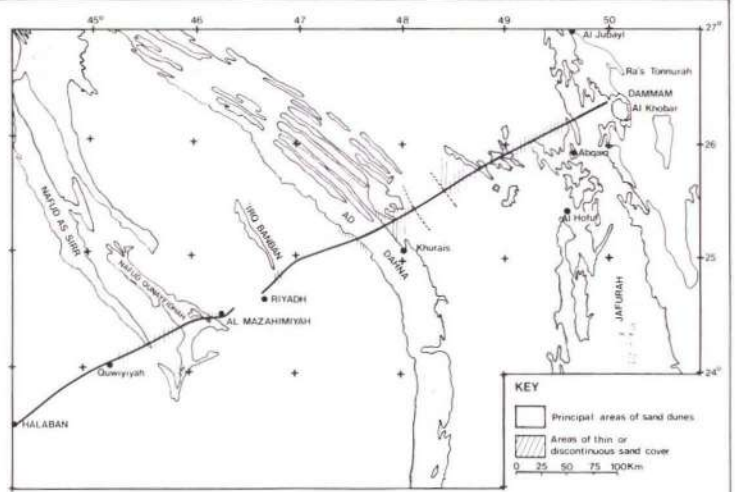 45° 46 47 48 49 50
27°
Al Jubayl
Ra's Tannurah
DAMMAM
Al Khobar
26°
Abqaiq
NAFUD AS SIRR
IRQ BANBAN
AD
DAHNA
Al Hofuf
Khurais
25°
NAFUD QUNAYFIDHAH
RIYADH
AL MAZAHIMIYAH
JAFURAH
Quwiyiyah
24°
HALABAN
KEY
Principal areas of sand dunes
Areas of thin or
discontinuous sand cover
0 25 50 75 100Km